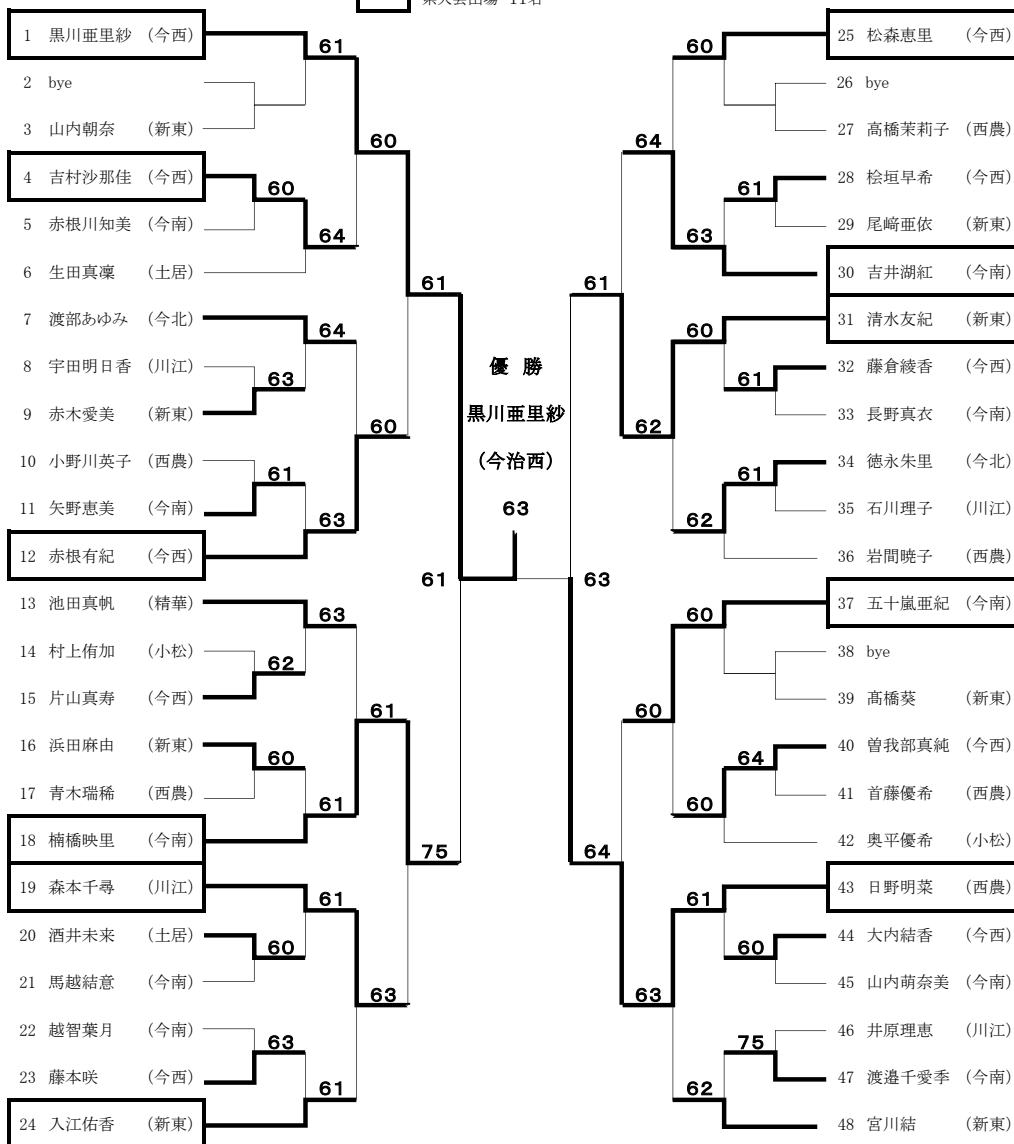 県大会出場 11名
1 黒川亜里紗 (今西)
2 bye
3 山内朝奈 (新東)
4 吉村沙那佳 (今西)
5 赤根川知美 (今南)
6 生田真凜 (土居)
7 渡部あゆみ (今北)
8 宇田明日香 (川江)
9 赤木愛美 (新東)
10 小野川英子 (西農)
11 矢野恵美 (今南)
12 赤根有紀 (今西)
13 池田真帆 (精華)
14 村上侑加 (小松)
15 片山真寿 (今西)
16 浜田麻由 (新東)
17 青木瑞稀 (西農)
18 楠橋映里 (今南)
19 森本千尋 (川江)
20 酒井未来 (土居)
21 馬越結意 (今南)
22 越智葉月 (今南)
23 藤本咲 (今西)
24 入江佑香 (新東)
61
60
64
64
63
61
63
63
62
60
61
61
60
63
61
60
60
61
63
61
75
61
優 勝
黒川亜里紗
(今治西)
63
63
61
64
64
62
60
63
60
61
63
60
61
61
62
60
64
60
61
60
75
62
25 松森恵里 (今西)
26 bye
27 高橋茉莉子 (西農)
28 桧垣早希 (今西)
29 尾﨑亜依 (新東)
30 吉井湖紅 (今南)
31 清水友紀 (新東)
32 藤倉綾香 (今西)
33 長野真衣 (今南)
34 徳永朱里 (今北)
35 石川理子 (川江)
36 岩間暁子 (西農)
37 五十嵐亜紀 (今南)
38 bye
39 髙橋葵 (新東)
40 曽我部真純 (今西)
41 首藤優希 (西農)
42 奥平優希 (小松)
43 日野明菜 (西農)
44 大内結香 (今西)
45 山内萌奈美 (今南)
46 井原理恵 (川江)
47 渡邉千愛季 (今南)
48 宮川結 (新東)